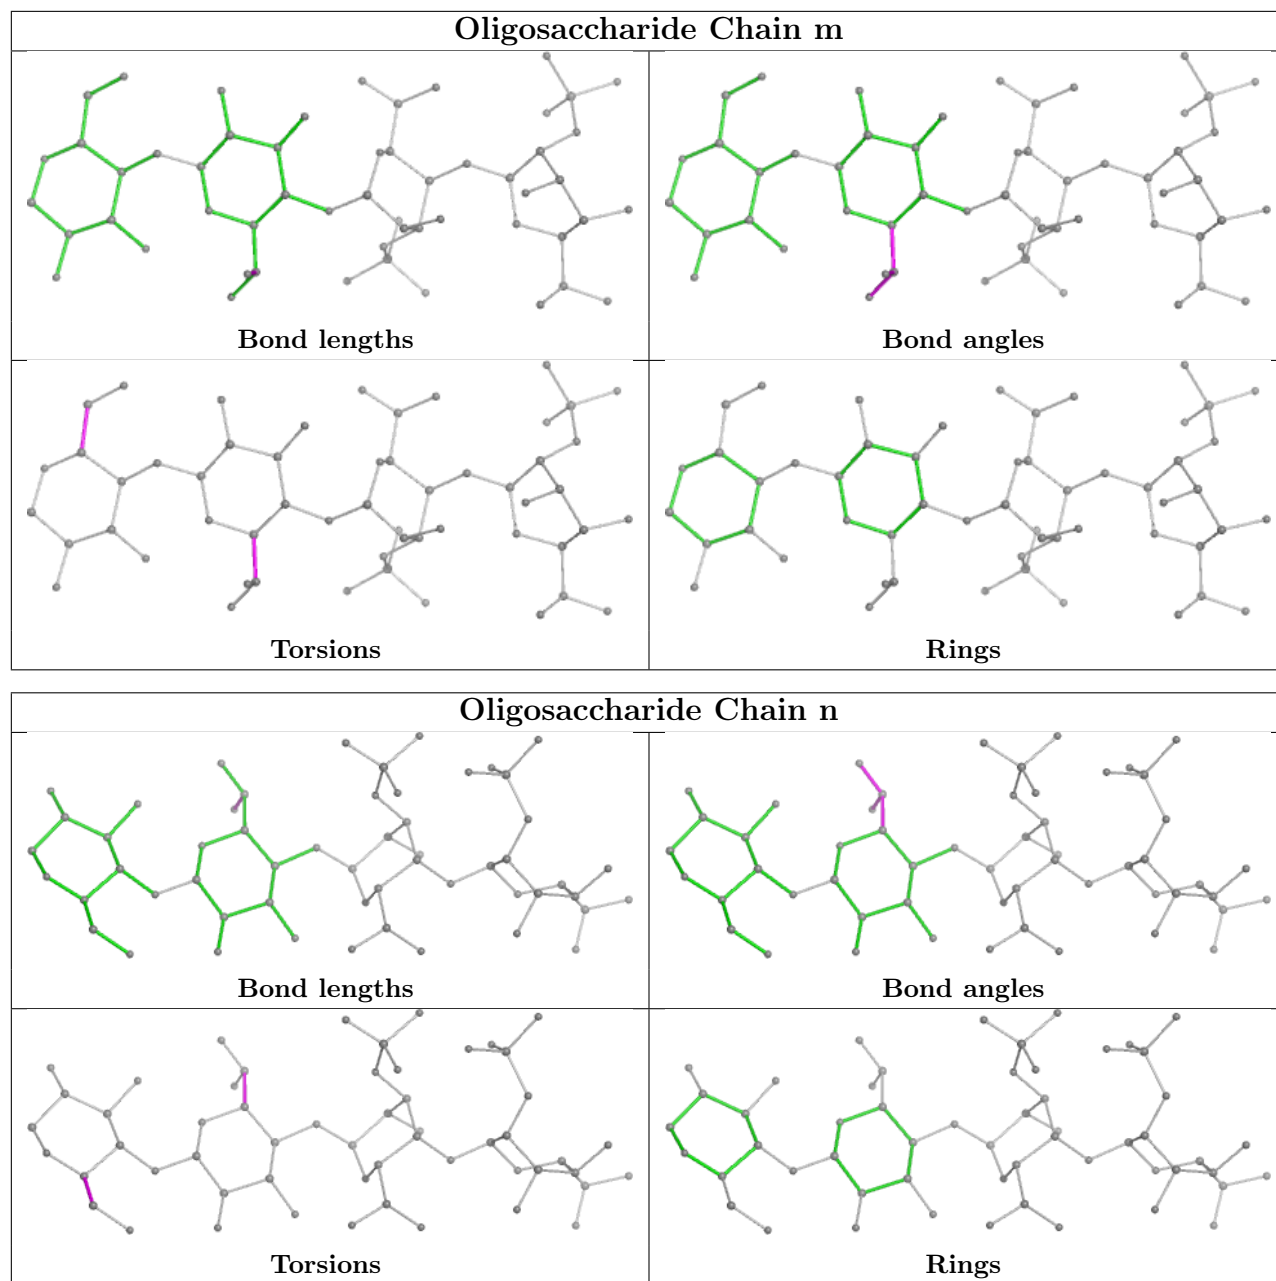 Oligosaccharide Chain m
Bond lengths
Bond angles
Torsions
Rings
Oligosaccharide Chain n
Bond lengths
Bond angles
Torsions
Rings